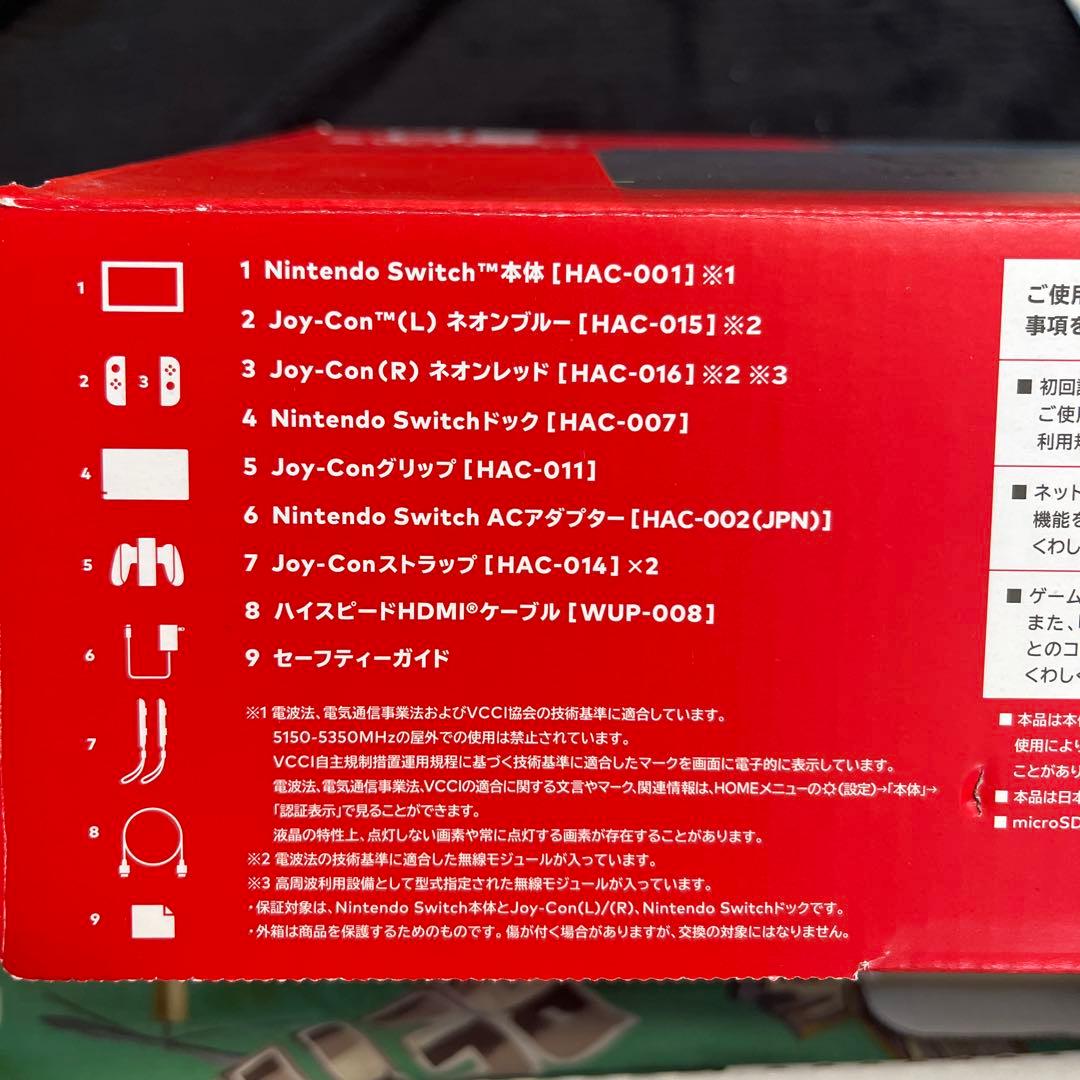 1 Nintendo Switch™本体[HAC-001]※1
2 Joy-Con™(L) ネオンブルー[HAC-015]※2
3 Joy-Con(R) ネオンレッド[HAC-016]※2 ※3
4 Nintendo Switchドック[HAC-007]
5 Joy-Conグリップ[HAC-011]
6 Nintendo Switch ACアダプター[HAC-002(JPN)]
7 Joy-Conストラップ[HAC-014]×2
8 ハイスピードHDMI®ケーブル[WUP-008]
9 セーフティーガイド
1
2 3
4
5
6
7
8
9
※1 電波法、電気通信事業法およびVCCI協会の技術基準に適合しています。
5150-5350MHzの屋外での使用は禁止されています。
VCCI自主規制措置運用規程に基づく技術基準に適合したマークを画面に電子的に表示しています。
電波法、電気通信事業法、VCCIの適合に関する文言やマーク、関連情報は、HOMEメニューの(設定)→「本体」→
「認証表示」で見ることができます。
液晶の特性上、点灯しない画素や常に点灯する画素が存在することがあります。
※2 電波法の技術基準に適合した無線モジュールが入っています。
※3 高周波利用設備として型式指定された無線モジュールが入っています。
・保証対象は、Nintendo Switch本体とJoy-Con(L)/(R)、Nintendo Switchドックです。
・外箱は商品を保護するためのものです。傷が付く場合がありますが、交換の対象にはなりません。
ご使用
事項を
■ 初回
ご使用
利用規
■ ネット
機能を
くわし
■ ゲーム
また、
とのコ
くわしく
■ 本品は本体
使用により
ことがあり
■ 本品は日本
■ microSD